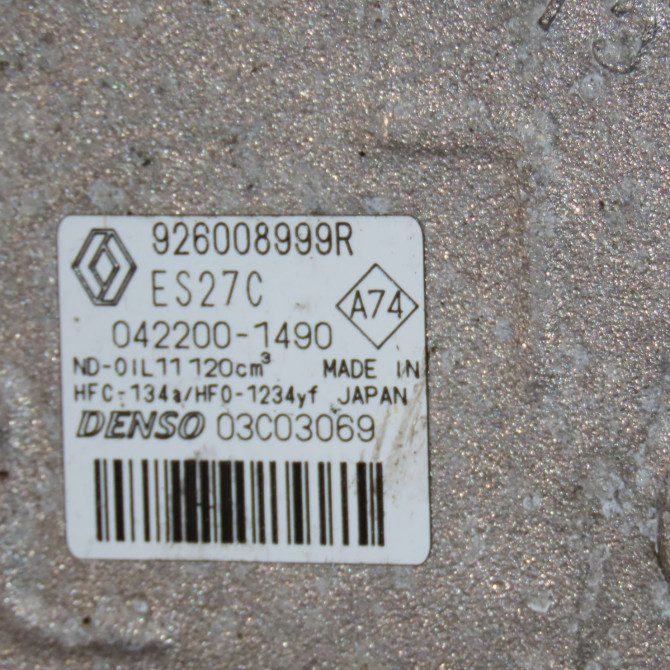 926008999R
ES27C
A74
042200-1490
ND-OIL11 120cm³ MADE IN
HFC-134a/HFO-1234yf JAPAN
DENSO 03C03069